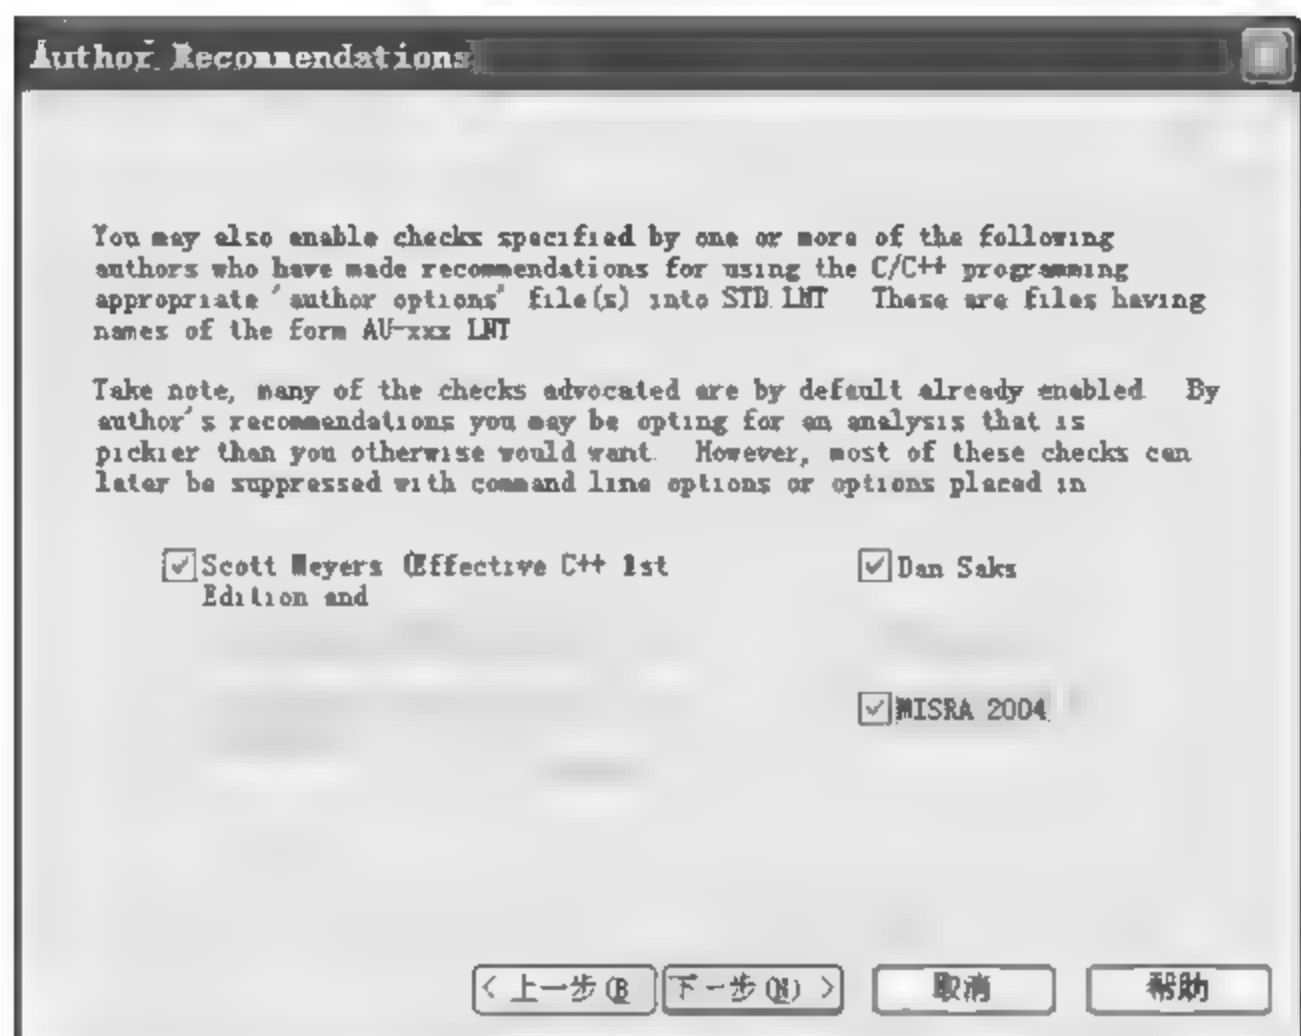 Author Recommendations
You may also enable checks specified by one or more of the following
authors who have made recommendations for using the C/C++ programming
appropriate 'author options' file(s) into STD.LNT  These are files having
names of the form AU-xxx LNT
Take note, many of the checks advocated are by default already enabled.  By
author's recommendations you may be opting for an analysis that is
pickier than you otherwise would want.  However, most of these checks can
later be suppressed with command line options or options placed in
Scott Meyers (Effective C++ 1st
Edition and
Dan Saks
MISRA 2004
< 上一步(B 下一步(N) > 取消 帮助